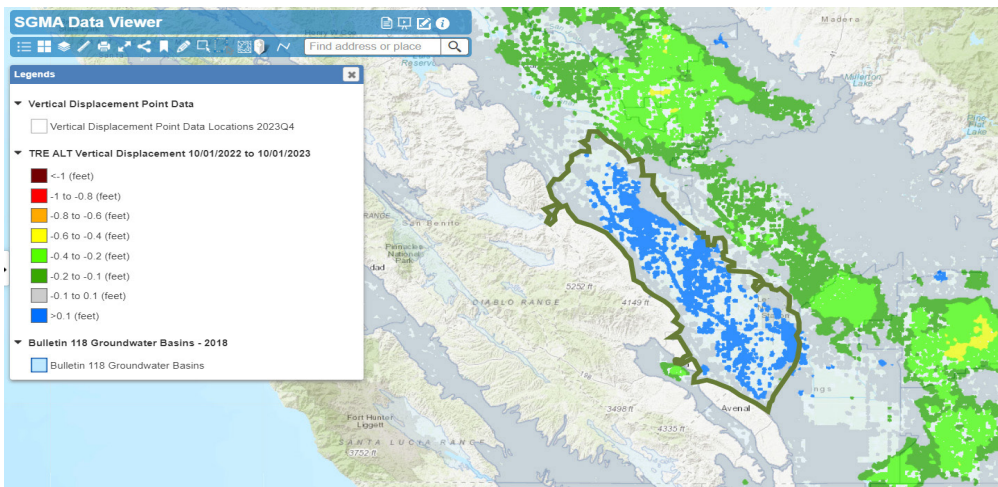 SGMA Data Viewer
Find address or place
Legends
Vertical Displacement Point Data
Vertical Displacement Point Data Locations 2023Q4
TRE ALT Vertical Displacement 10/01/2022 to 10/01/2023
<-1 (feet)
-1 to -0.8 (feet)
-0.8 to -0.6 (feet)
-0.6 to -0.4 (feet)
-0.4 to -0.2 (feet)
-0.2 to -0.1 (feet)
-0.1 to 0.1 (feet)
>0.1 (feet)
Bulletin 118 Groundwater Basins - 2018
Bulletin 118 Groundwater Basins
Madera
Millerton
Lake
Flat
Lake
RANGE
San Benito
Pinnacles
National
Park
dad
5252 ft
DIABLO RANGE
4149 ft
Fort Hunter
Liggett
3498 ft
Avenal
ngs
4335 ft
SANTA LUCIA RANGE
3752 ft